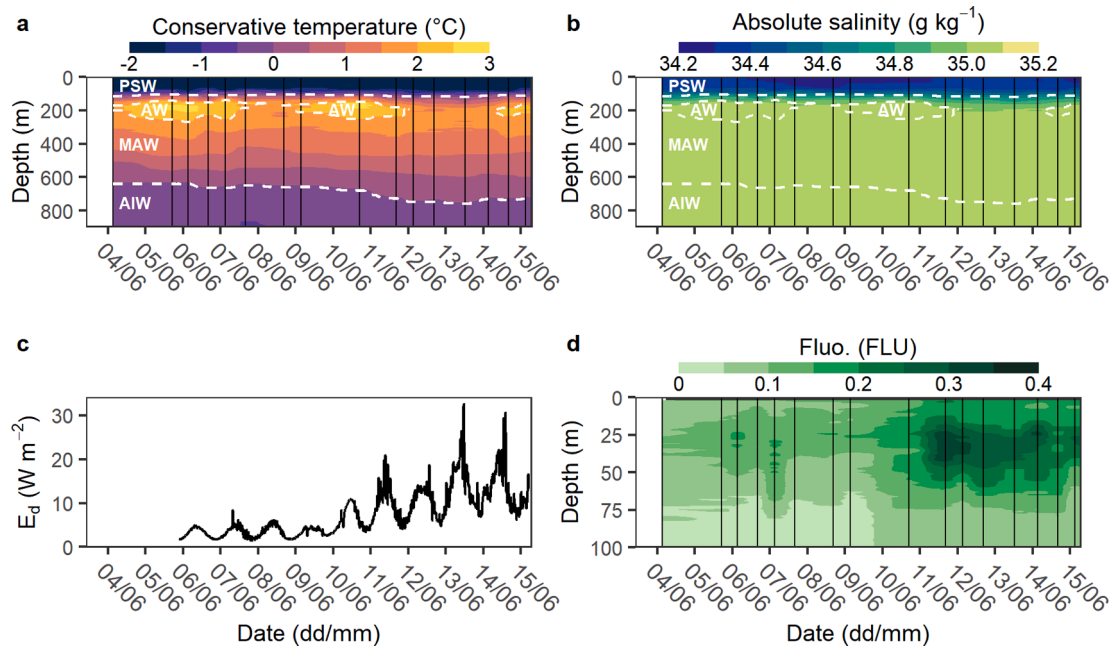 a
Conservative temperature (°C)
-2 -1 0 1 2 3
0
200
400
600
800
Depth (m)
PSW
AW
AW
MAW
AIW
04/06 05/06 06/06 07/06 08/06 09/06 10/06 11/06 12/06 13/06 14/06 15/06
b
Absolute salinity (g kg⁻¹)
34.2 34.4 34.6 34.8 35.0 35.2
0
200
400
600
800
Depth (m)
PSW
AW
AW
MAW
AIW
04/06 05/06 06/06 07/06 08/06 09/06 10/06 11/06 12/06 13/06 14/06 15/06
c
30
20
10
0
E_d (W m⁻²)
04/06 05/06 06/06 07/06 08/06 09/06 10/06 11/06 12/06 13/06 14/06 15/06
Date (dd/mm)
d
Fluo. (FLU)
0 0.1 0.2 0.3 0.4
0
25
50
75
100
Depth (m)
04/06 05/06 06/06 07/06 08/06 09/06 10/06 11/06 12/06 13/06 14/06 15/06
Date (dd/mm)